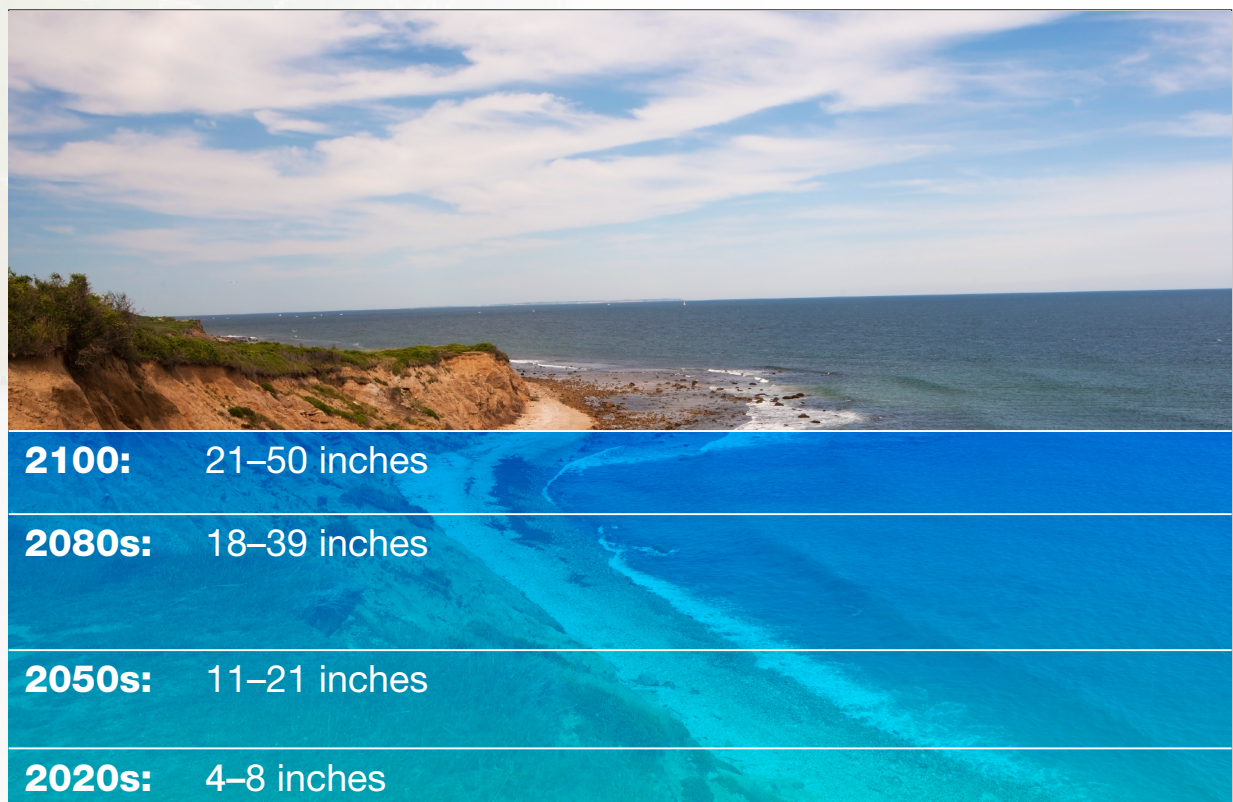 2100: 21–50 inches
2080s: 18–39 inches
2050s: 11–21 inches
2020s: 4–8 inches